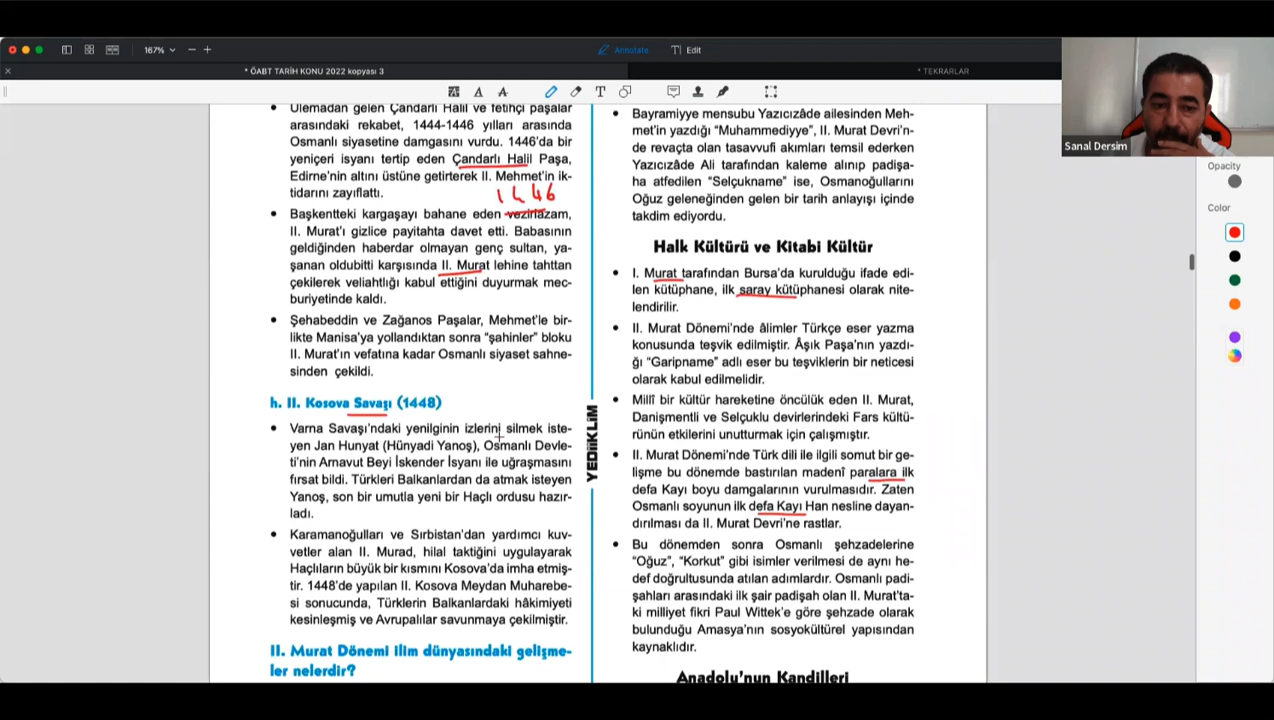 167%
Annotate
Edit
* ÖABT TARİH KONU 2022 kopyası 3
* TEKRARLAR
Sanal Dersim
Opacity
Color
Ulemadan gelen Çandarlı Halil ve fetihçi paşalar
arasındaki rekabet, 1444-1446 yılları arasında
Osmanlı siyasetine damgasını vurdu. 1446'da bir
yeniçeri isyanı tertip eden Çandarlı Halil Paşa,
Edirne'nin altını üstüne getirterek II. Mehmet'in ik-
tidarını zayıflattı.
1446
• Başkentteki kargaşayı bahane eden vezirıazam,
II. Murat'ı gizlice payitahta davet etti. Babasının
geldiğinden haberdar olmayan genç sultan, ya-
şanan oldubitti karşısında II. Murat lehine tahttan
çekilerek veliahtlığı kabul ettiğini duyurmak mec-
buriyetinde kaldı.
• Şehabeddin ve Zağanos Paşalar, Mehmet'le bir-
likte Manisa'ya yollandıktan sonra “şahinler” bloku
II. Murat'ın vefatına kadar Osmanlı siyaset sahne-
sinden çekildi.
h. II. Kosova Savaşı (1448)
• Varna Savaşı'ndaki yenilginin izlerini silmek iste-
yen Jan Hunyat (Hünyadi Yanoş), Osmanlı Devle-
ti'nin Arnavut Beyi İskender İsyanı ile uğraşmasını
fırsat bildi. Türkleri Balkanlardan da atmak isteyen
Yanoş, son bir umutla yeni bir Haçlı ordusu hazır-
ladı.
• Karamanoğulları ve Sırbistan'dan yardımcı kuv-
vetler alan II. Murad, hilal taktiğini uygulayarak
Haçlıların büyük bir kısmını Kosova'da imha etmiş-
tir. 1448'de yapılan II. Kosova Meydan Muharebe-
si sonucunda, Türklerin Balkanlardaki hâkimiyeti
kesinleşmiş ve Avrupalılar savunmaya çekilmiştir.
II. Murat Dönemi ilim dünyasındaki gelişme-
ler nelerdir?
YEDİİKLİM
• Bayramiyye mensubu Yazıcızâde ailesinden Meh-
met'in yazdığı “Muhammediyye”, II. Murat Devri'n-
de revaçta olan tasavvufi akımları temsil ederken
Yazıcızâde Ali tarafından kaleme alınıp padişa-
ha atfedilen “Selçukname” ise, Osmanoğullarını
Oğuz geleneğinden gelen bir tarih anlayışı içinde
takdim ediyordu.
Halk Kültürü ve Kitabi Kültür
• I. Murat tarafından Bursa'da kurulduğu ifade edi-
len kütüphane, ilk saray kütüphanesi olarak nite-
lendirilir.
• II. Murat Dönemi'nde âlimler Türkçe eser yazma
konusunda teşvik edilmiştir. Âşık Paşa'nın yazdı-
ğı “Garipname” adlı eser bu teşviklerin bir neticesi
olarak kabul edilmelidir.
• Millî bir kültür hareketine öncülük eden II. Murat,
Danişmentli ve Selçuklu devirlerindeki Fars kültü-
rünün etkilerini unutturmak için çalışmıştır.
• II. Murat Dönemi'nde Türk dili ile ilgili somut bir ge-
lişme bu dönemde bastırılan madenî paralara ilk
defa Kayı boyu damgalarının vurulmasıdır. Zaten
Osmanlı soyunun ilk defa Kayı Han nesline dayan-
dırılması da II. Murat Devri'ne rastlar.
• Bu dönemden sonra Osmanlı şehzadelerine
“Oğuz”, “Korkut” gibi isimler verilmesi de aynı he-
def doğrultusunda atılan adımlardır. Osmanlı padi-
şahları arasındaki ilk şair padişah olan II. Murat'ta-
ki milliyet fikri Paul Wittek'e göre şehzade olarak
bulunduğu Amasya'nın sosyokültürel yapısından
kaynaklıdır.
Anadolu'nun Kandilleri